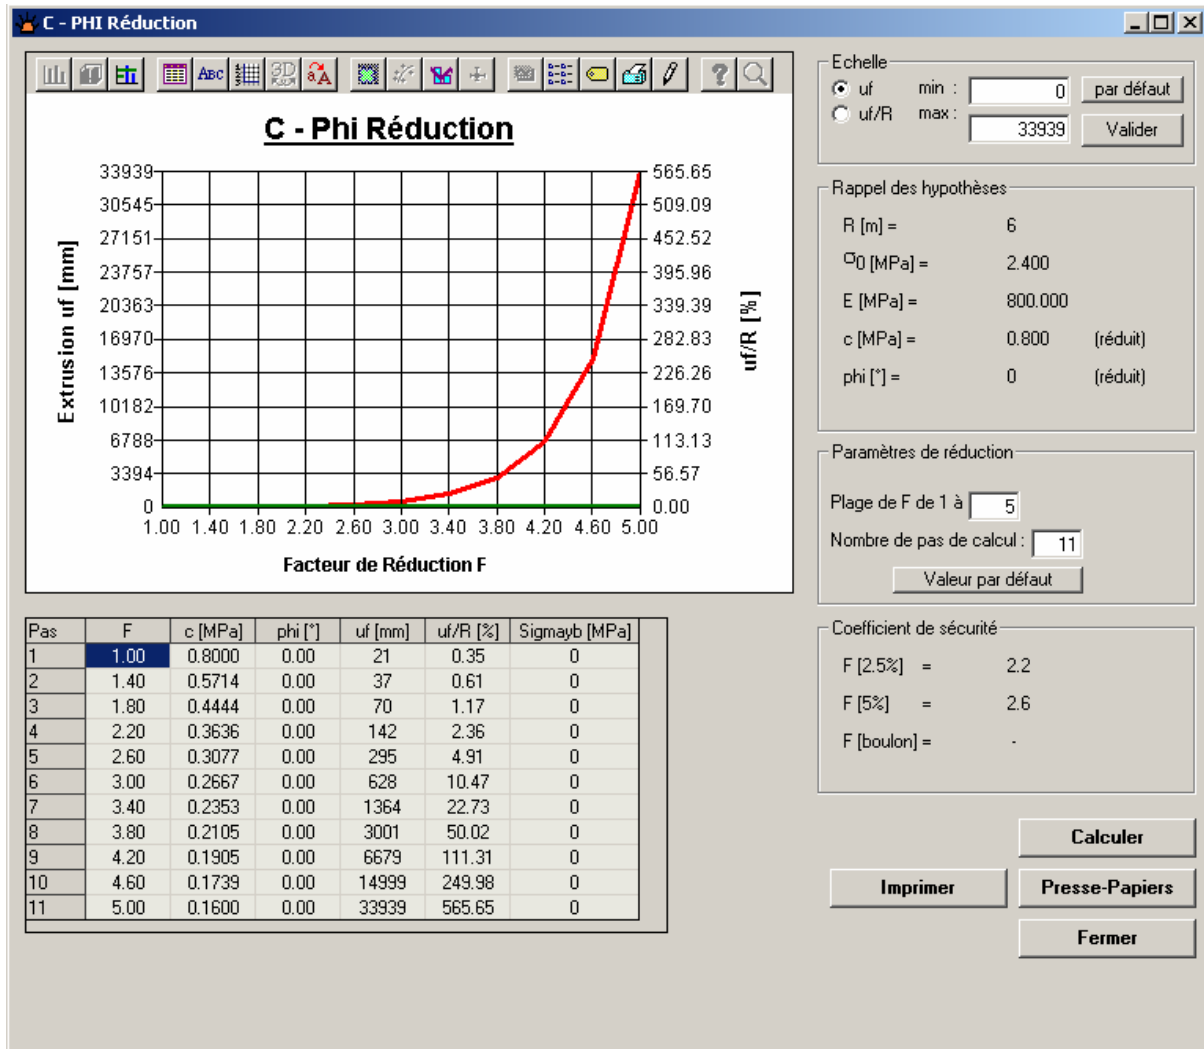 C - PHI Réduction
ABC 3D aA ?
C - Phi Réduction
Extrusion uf [mm]
33939
30545
27151
23757
20363
16970
13576
10182
6788
3394
0
565.65
509.09
452.52
395.96
339.39
282.83
226.26
169.70
113.13
56.57
0.00
uf/R [%]
1.00 1.40 1.80 2.20 2.60 3.00 3.40 3.80 4.20 4.60 5.00
Facteur de Réduction F
Pas F c [MPa] phi [°] uf [mm] uf/R [%] Sigmayb [MPa]
1 1.00 0.8000 0.00 21 0.35 0
2 1.40 0.5714 0.00 37 0.61 0
3 1.80 0.4444 0.00 70 1.17 0
4 2.20 0.3636 0.00 142 2.36 0
5 2.60 0.3077 0.00 295 4.91 0
6 3.00 0.2667 0.00 628 10.47 0
7 3.40 0.2353 0.00 1364 22.73 0
8 3.80 0.2105 0.00 3001 50.02 0
9 4.20 0.1905 0.00 6679 111.31 0
10 4.60 0.1739 0.00 14999 249.98 0
11 5.00 0.1600 0.00 33939 565.65 0
Echelle
uf min : 0 par défaut
uf/R max : 33939 Valider
Rappel des hypothèses
R [m] = 6
σ0 [MPa] = 2.400
E [MPa] = 800.000
c [MPa] = 0.800 (réduit)
phi [°] = 0 (réduit)
Paramètres de réduction
Plage de F de 1 à 5
Nombre de pas de calcul : 11
Valeur par défaut
Coefficient de sécurité
F [2.5%] = 2.2
F [5%] = 2.6
F [boulon] = -
Calculer
Imprimer Presse-Papiers
Fermer